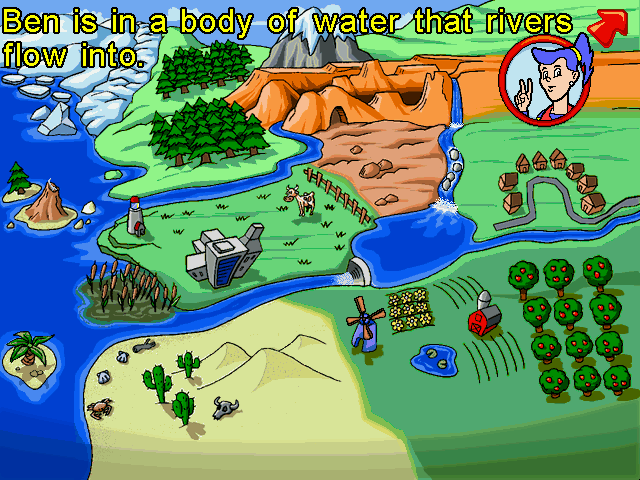 Ben is in a body of water that rivers
flow into.